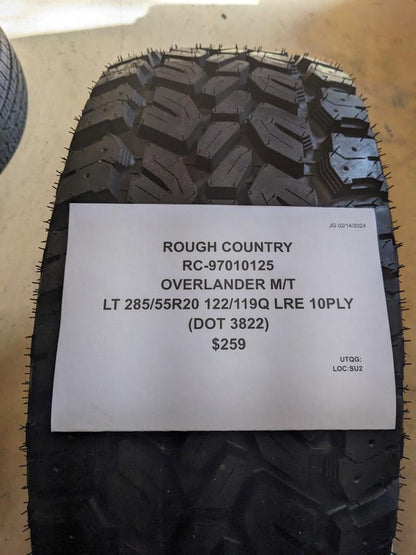 JG 02/14/2024
ROUGH COUNTRY
RC-97010125
OVERLANDER M/T
LT 285/55R20 122/119Q LRE 10PLY
(DOT 3822)
$259
UTQG:
LOC:SU2